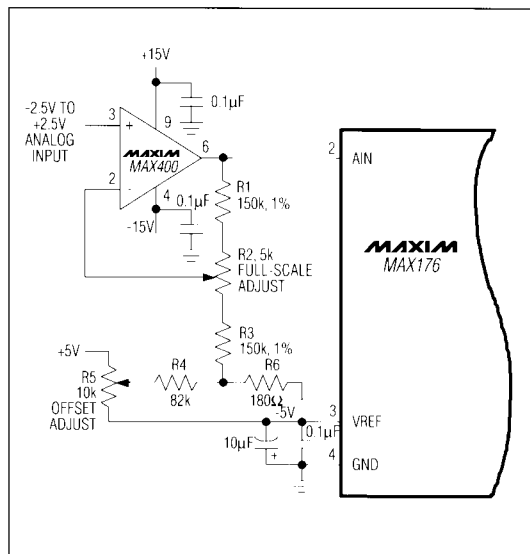 +15V
0.1µF
-2.5V TO
+2.5V
ANALOG
INPUT
3
+
9
MAXIM
MAX400
6
2
-
4
0.1µF
-15V
R1
150k, 1%
R2, 5k
FULL-SCALE
ADJUST
R3
150k, 1%
+5V
R5
10k
OFFSET
ADJUST
R4
82k
R6
180Ω
-5V
10µF
+
0.1µF
2
AIN
MAXIM
MAX176
3
VREF
4
GND